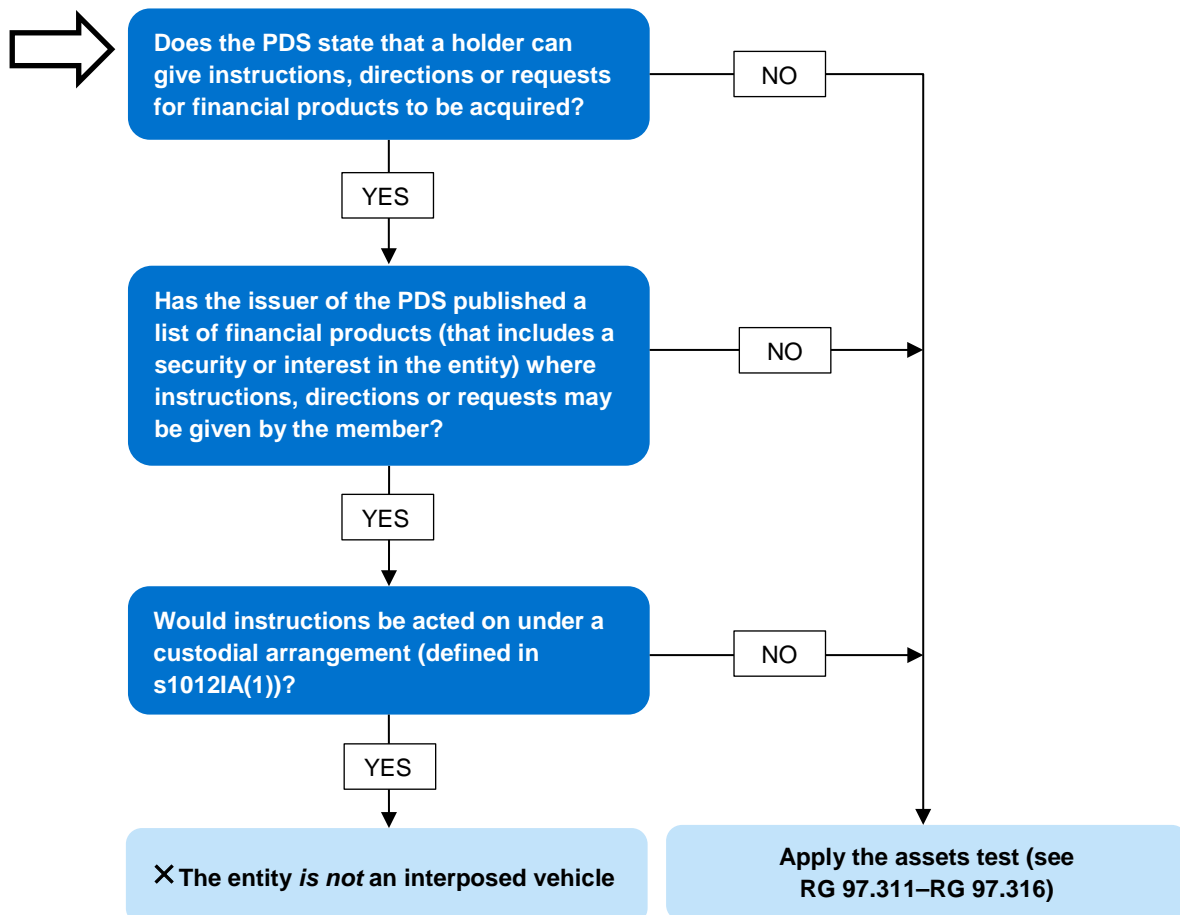 Does the PDS state that a holder can
give instructions, directions or requests
for financial products to be acquired?
NO
YES
Has the issuer of the PDS published a
list of financial products (that includes a
security or interest in the entity) where
instructions, directions or requests may
be given by the member?
NO
YES
Would instructions be acted on under a
custodial arrangement (defined in
s1012IA(1))?
NO
YES
× The entity is not an interposed vehicle
Apply the assets test (see
RG 97.311–RG 97.316)